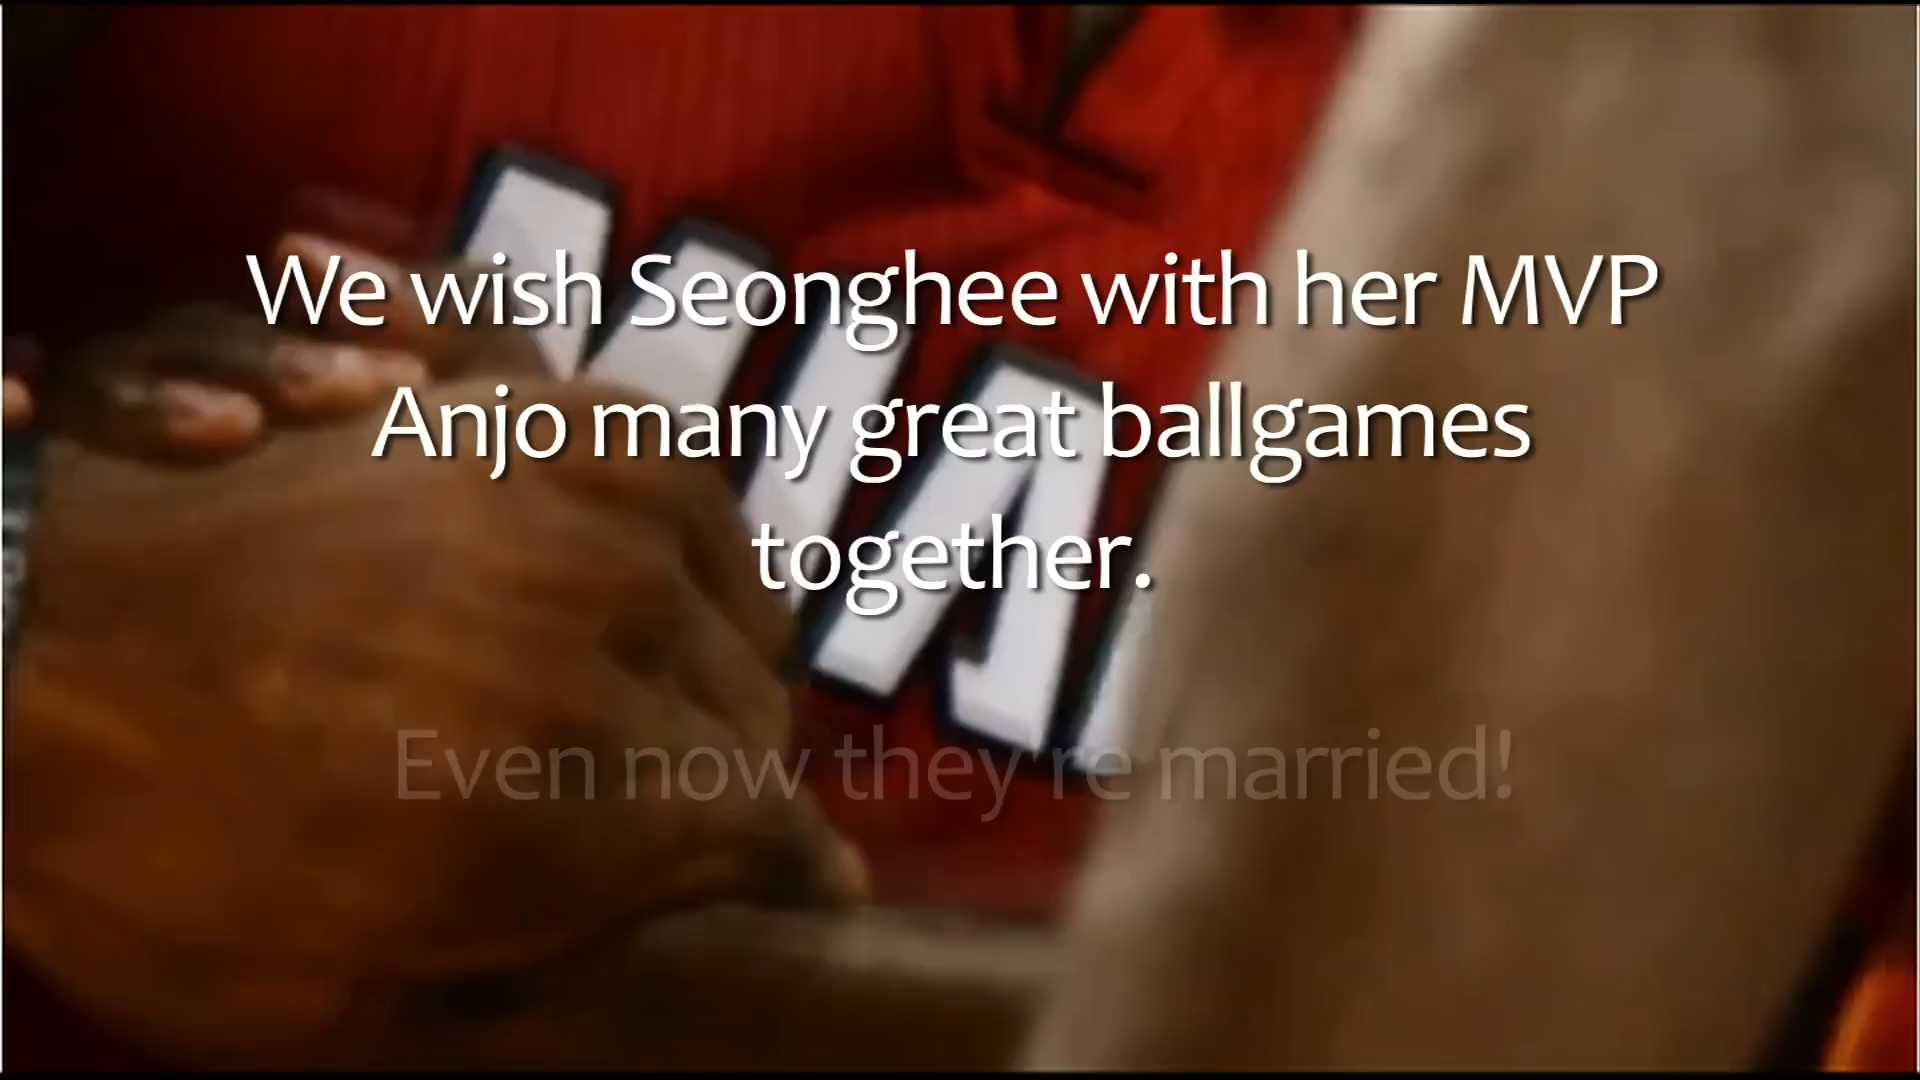 We wish Seonghee with her MVP
Anjo many great ballgames
together.
Even now they're married!